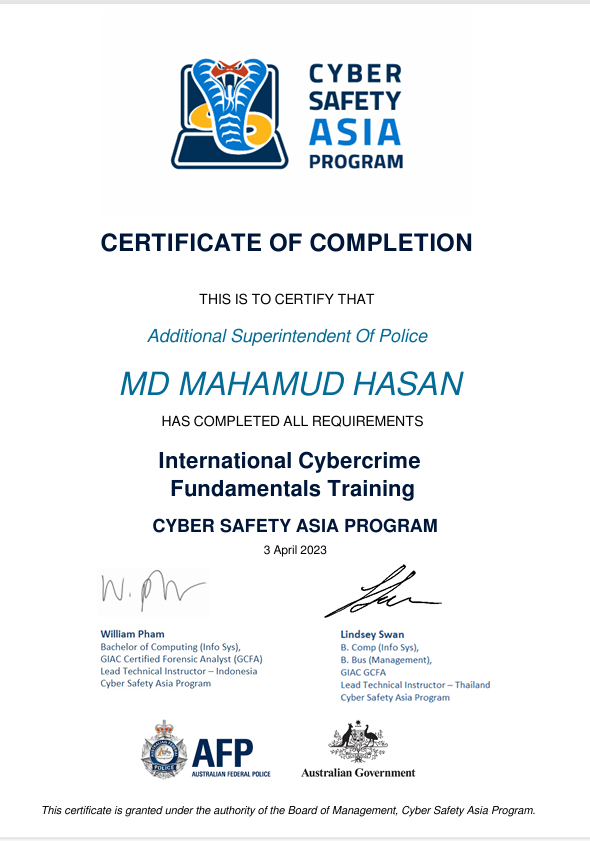 CYBER
SAFETY
ASIA
PROGRAM
CERTIFICATE OF COMPLETION
THIS IS TO CERTIFY THAT
Additional Superintendent Of Police
MD MAHAMUD HASAN
HAS COMPLETED ALL REQUIREMENTS
International Cybercrime
Fundamentals Training
CYBER SAFETY ASIA PROGRAM
3 April 2023
William Pham
Bachelor of Computing (Info Sys),
GIAC Certified Forensic Analyst (GCFA)
Lead Technical Instructor – Indonesia
Cyber Safety Asia Program
Lindsey Swan
B. Comp (Info Sys),
B. Bus (Management),
GIAC GCFA
Lead Technical Instructor – Thailand
Cyber Safety Asia Program
POLICE
AFP
AUSTRALIAN FEDERAL POLICE
Australian Government
This certificate is granted under the authority of the Board of Management, Cyber Safety Asia Program.